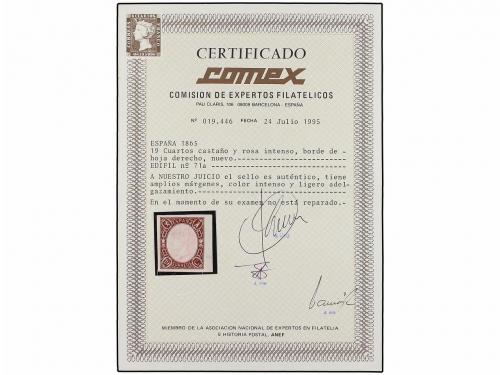 CERTIFICADO
comex
COMISION DE EXPERTOS FILATELICOS
PAU CLARIS, 106 08009 BARCELONA - ESPAÑA
Nº 019,446 FECHA 24 Julio 1995
ESPAÑA 1865
19 Cuartos castaño y rosa intenso, borde de
hoja derecho, nuevo.
EDIFIL nº 71a
A NUESTRO JUICIO el sello es auténtico, tiene
amplios márgenes, color intenso y ligero adel-
gazamiento.
En el momento de su examen no está reparado.
MIEMBRO DE LA ASOCIACION NACIONAL DE EXPERTOS EN FILATELIA
E HISTORIA POSTAL. ANEF